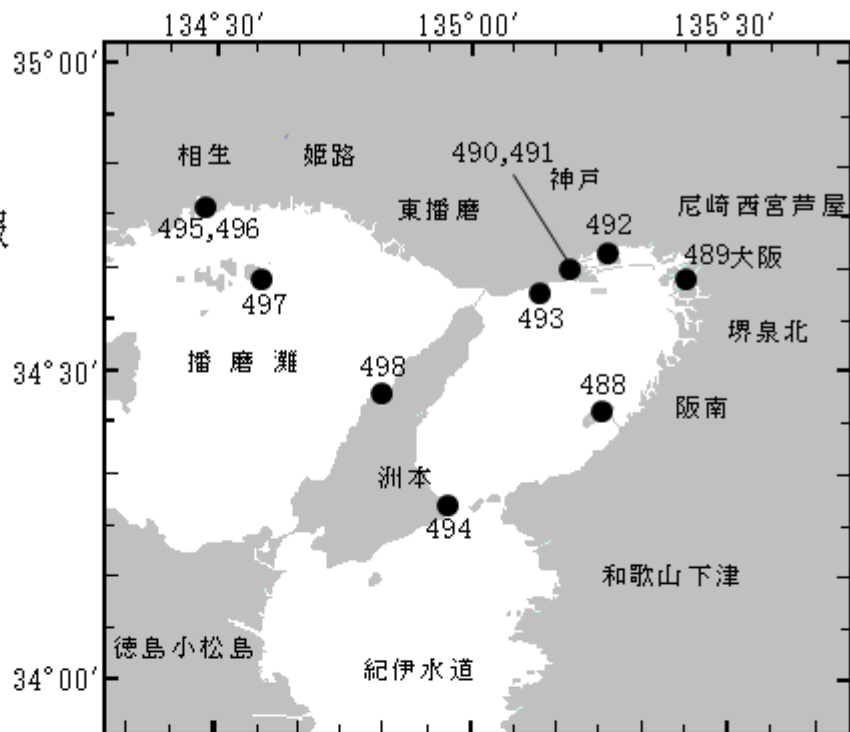 134°30′ 135°00′ 135°30′
35°00′
相生 姫路
490,491
神戸
東播磨
尼崎西宮芦屋
495,496
492
489大阪
497
493
堺泉北
播磨灘
34°30′
498
488
阪南
洲本
494
和歌山下津
徳島小松島
紀伊水道
34°00′